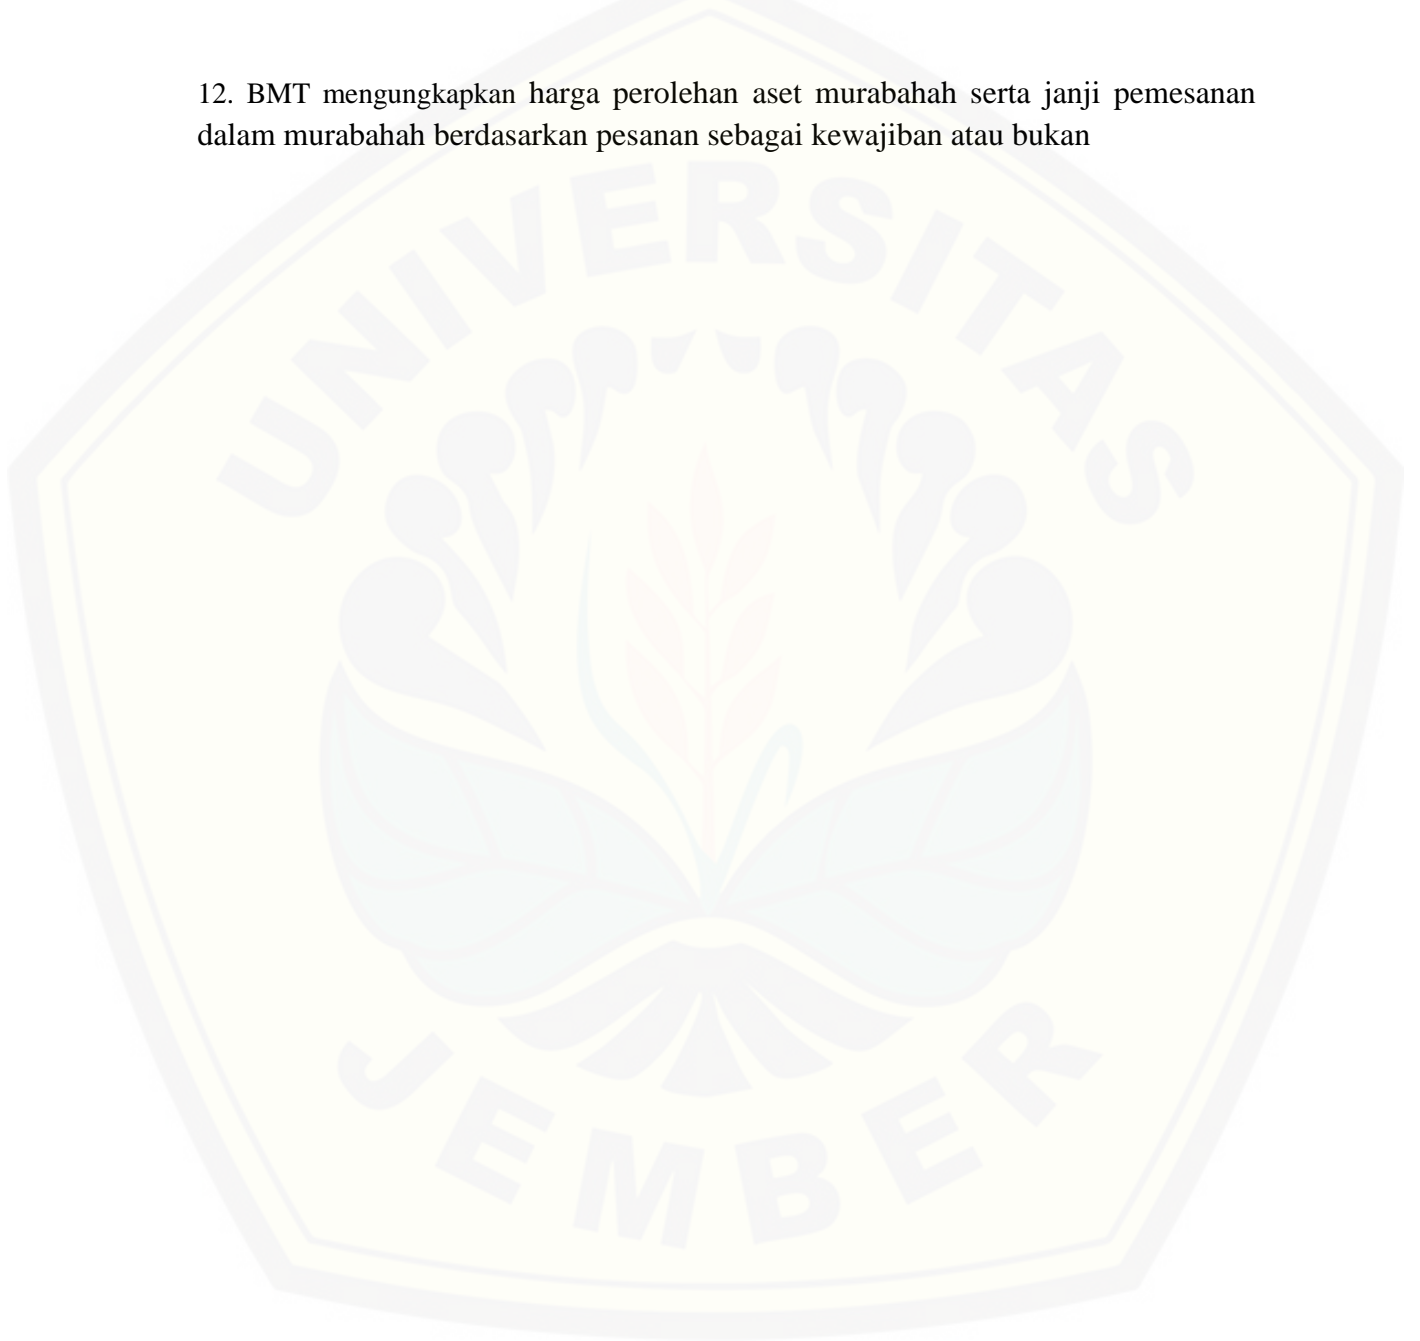 12. BMT mengungkapkan harga perolehan aset murabahah serta janji pemesanan
dalam murabahah berdasarkan pesanan sebagai kewajiban atau bukan
UNIVERSITAS
JEMBER